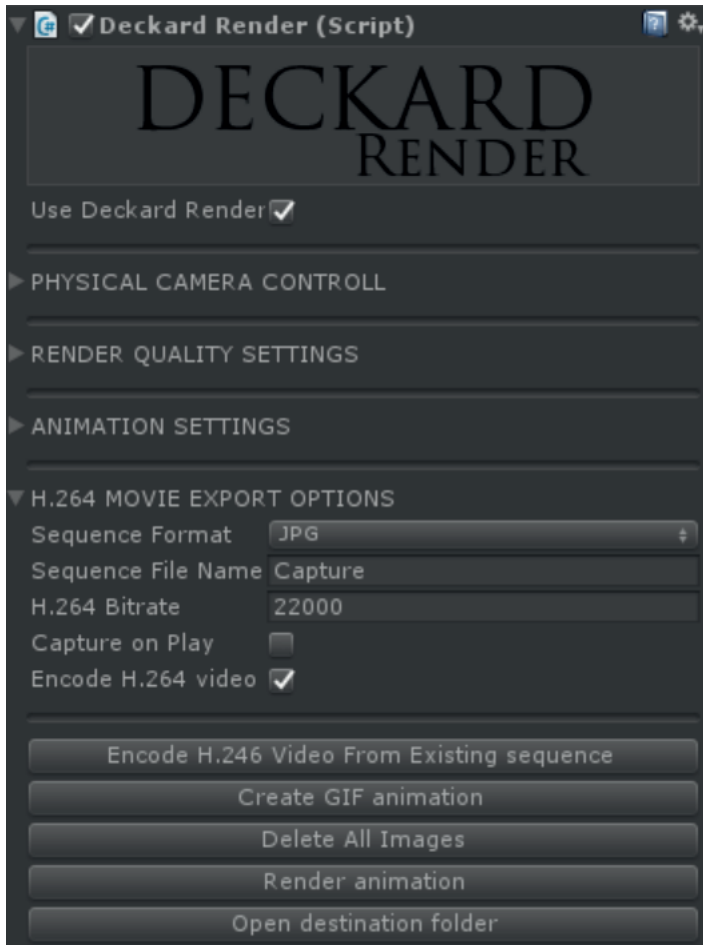 Deckard Render (Script)
DECKARD
RENDER
Use Deckard Render
PHYSICAL CAMERA CONTROLL
RENDER QUALITY SETTINGS
ANIMATION SETTINGS
H.264 MOVIE EXPORT OPTIONS
Sequence Format JPG
Sequence File Name Capture
H.264 Bitrate 22000
Capture on Play
Encode H.264 video
Encode H.246 Video From Existing sequence
Create GIF animation
Delete All Images
Render animation
Open destination folder